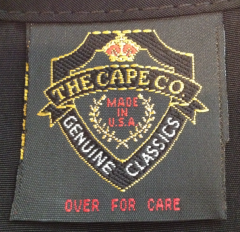 THE CAPE CO.
MADE
IN
U.S.A.
GENUINE CLASSICS
OVER FOR CARE